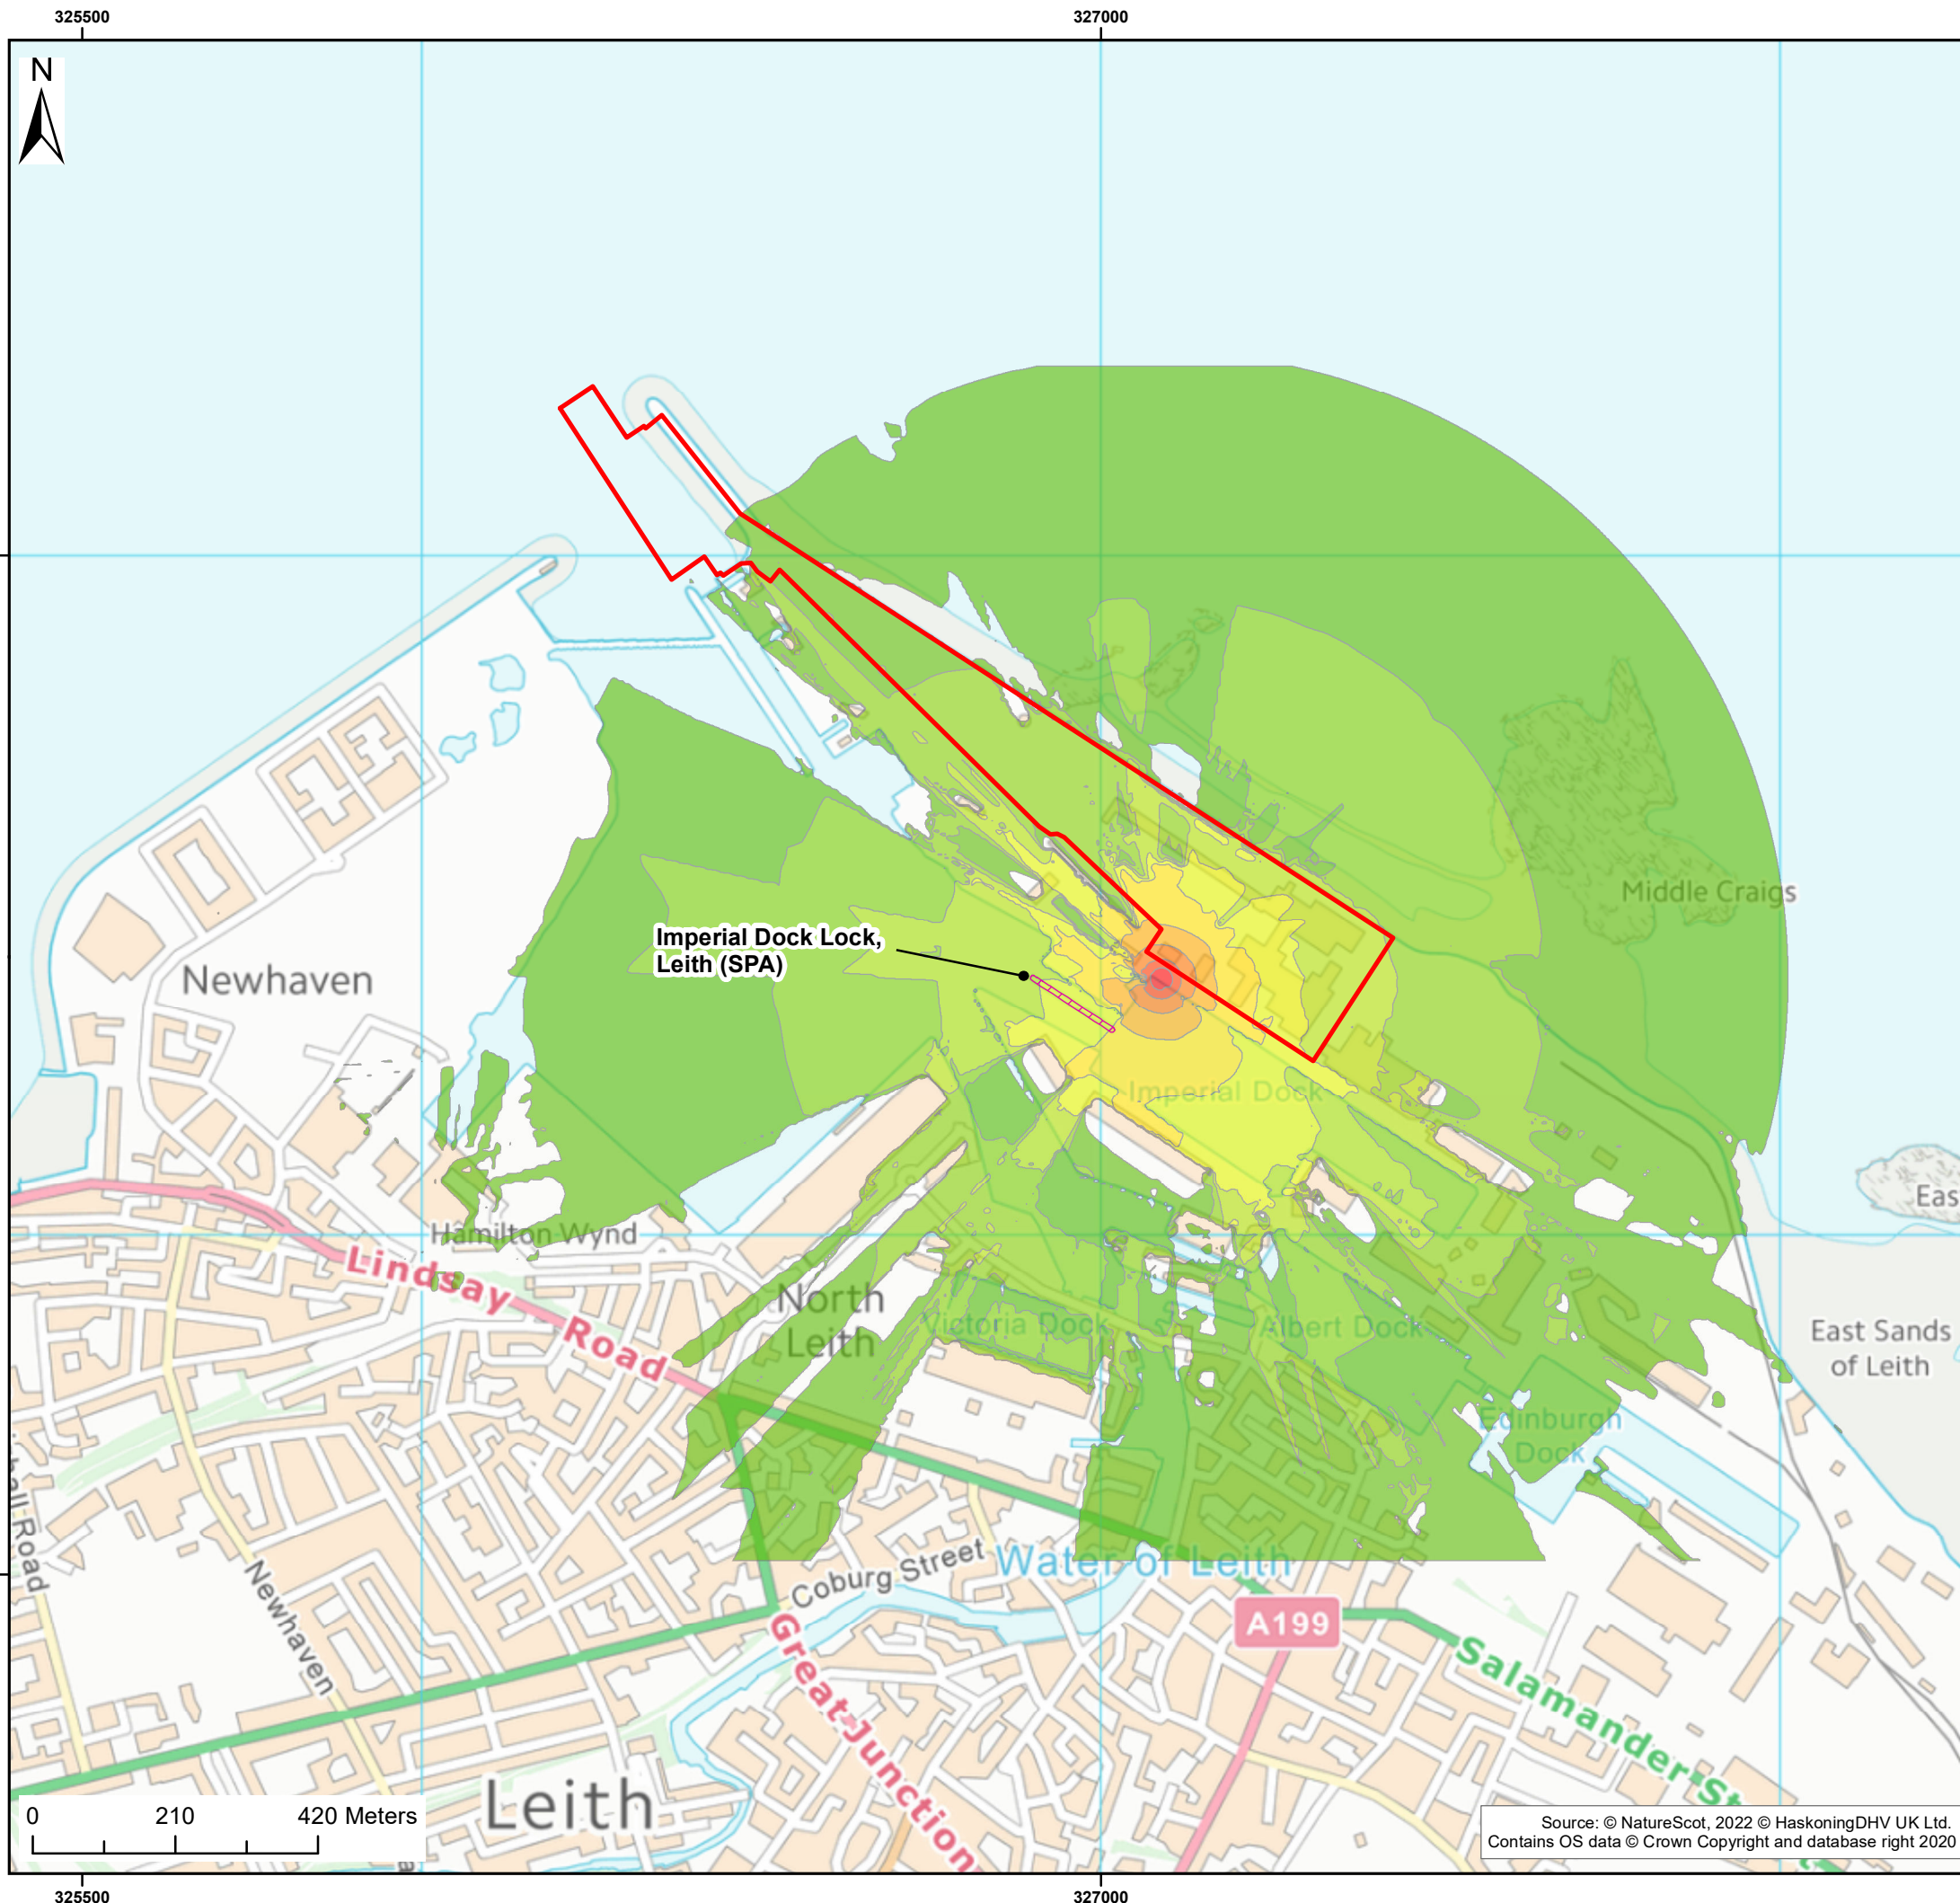 325500
327000
N
Middle Craigs
Imperial Dock Lock,
Leith (SPA)
Newhaven
Imperial Dock
Eas
Hamilton Wynd
Lindsay Road
North
Leith
Victoria Dock
Albert Dock
East Sands
of Leith
Edinburgh
Dock
Road
Newhaven
Coburg Street
Water of Leith
A199
Great Junction
Salamander St
Leith
0 210 420 Meters
Source: © NatureScot, 2022 © HaskoningDHV UK Ltd.
Contains OS data © Crown Copyright and database right 2020
325500
327000